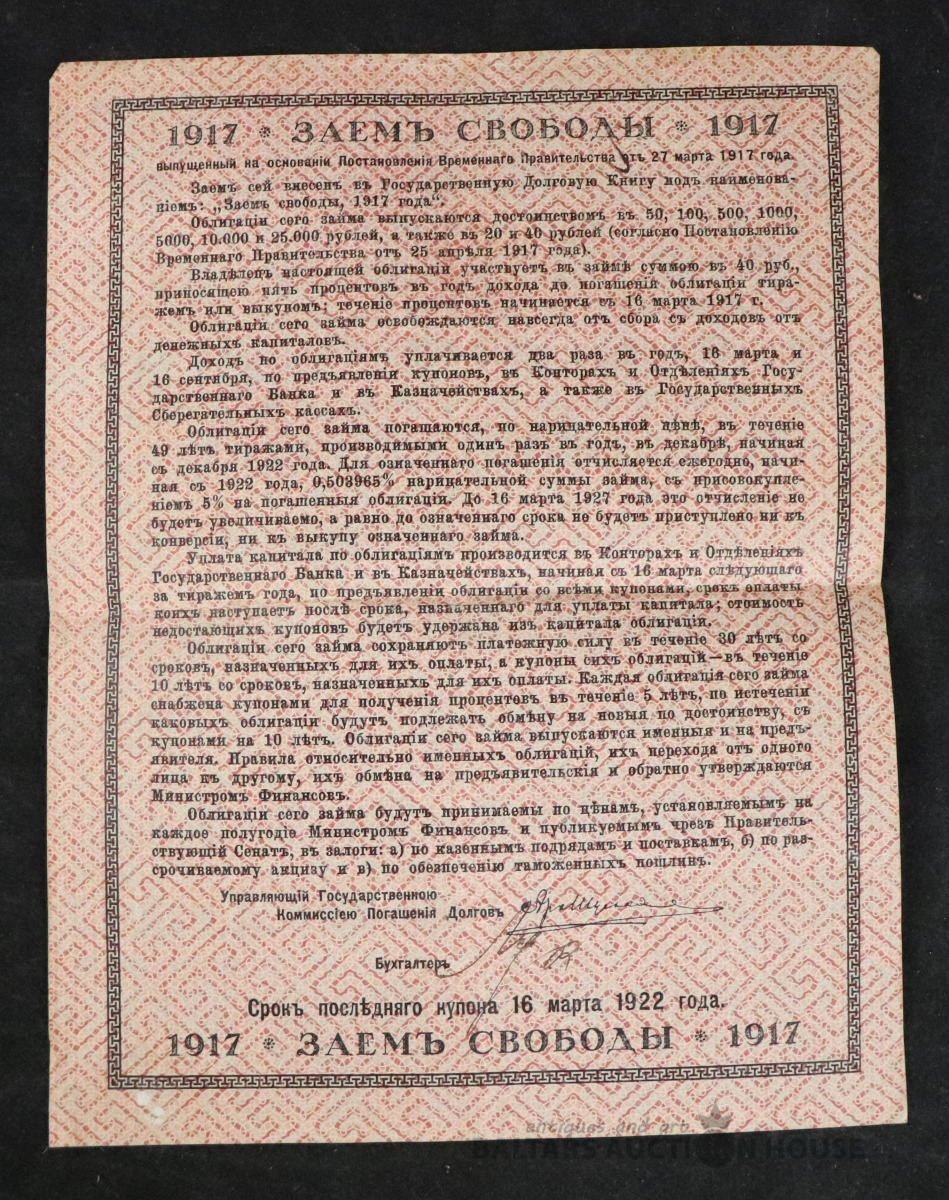 1917 * ЗАЕМЪ СВОБОДЫ * 1917
выпущенный на основаніи Постановленія Временнаго Правительства отъ 27 марта 1917 года.
Заемъ сей внесенъ въ Государственную Долговую Книгу подъ наименова-
ніемъ: „Заемъ свободы, 1917 года“.
Облигаціи сего займа выпускаются достоинствомъ въ 50, 100, 500, 1000,
5000, 10.000 и 25.000 рублей, а также въ 20 и 40 рублей (согласно Постановленію
Временнаго Правительства отъ 25 апрѣля 1917 года).
Владѣлецъ настоящей облигаціи участвуетъ въ займѣ суммою въ 40 руб.,
приносящею пять процентовъ въ годъ дохода до погашенія облигаціи тира-
жемъ или выкупомъ; теченіе процентовъ начинается съ 16 марта 1917 г.
Облигаціи сего займа освобождаются навсегда отъ сбора съ доходовъ отъ
денежныхъ капиталовъ.
Доходъ по облигаціямъ уплачивается два раза въ годъ, 16 марта и
16 сентября, по предъявленіи купоновъ, въ Конторахъ и Отдѣленіяхъ Госу-
дарственнаго Банка и въ Казначействахъ, а также въ Государственныхъ
Сберегательныхъ кассахъ.
Облигаціи сего займа погашаются, по нарицательной цѣнѣ, въ теченіе
49 лѣтъ тиражами, производимыми одинъ разъ въ годъ, въ декабрѣ, начиная
съ декабря 1922 года. Для означеннаго погашенія отчисляется ежегодно, начи-
ная съ 1922 года, 0,503965% нарицательной суммы займа, съ присовокупле-
ніемъ 5% на погашенныя облигаціи. До 16 марта 1927 года это отчисленіе не
будетъ увеличиваемо, а равно до означеннаго срока не будетъ приступлено ни къ
конверсіи, ни къ выкупу означеннаго займа.
Уплата капитала по облигаціямъ производится въ Конторахъ и Отдѣленіяхъ
Государственнаго Банка и въ Казначействахъ, начиная съ 16 марта слѣдующаго
за тиражемъ года, по предъявленіи облигаціи со всѣми купонами, срокъ оплаты
коихъ наступаетъ послѣ срока, назначеннаго для уплаты капитала; стоимость
недостающихъ купоновъ будетъ удержана изъ капитала облигаціи.
Облигаціи сего займа сохраняютъ платежную силу въ теченіе 30 лѣтъ со
сроковъ, назначенныхъ для ихъ оплаты, а купоны сихъ облигацій—въ теченіе
10 лѣтъ со сроковъ, назначенныхъ для ихъ оплаты. Каждая облигація сего займа
снабжена купонами для полученія процентовъ въ теченіе 5 лѣтъ, по истеченіи
каковыхъ облигаціи будутъ подлежать обмѣну на новыя по достоинству, съ
купонами на 10 лѣтъ. Облигаціи сего займа выпускаются именныя и на предъ-
явителя. Правила относительно именныхъ облигацій, ихъ перехода отъ одного
лица къ другому, ихъ обмѣна на предъявительскія и обратно утверждаются
Министромъ Финансовъ.
Облигаціи сего займа будутъ принимаемы по цѣнамъ, установляемымъ на
каждое полугодіе Министромъ Финансовъ и публикуемымъ чрезъ Правитель-
ствующій Сенатъ, въ залоги: а) по казеннымъ подрядамъ и поставкамъ, б) по раз-
срочиваемому акцизу и в) по обезпеченію таможенныхъ пошлинъ.
Управляющій Государственною
Коммиссіею Погашенія Долговъ
Бухгалтеръ
Срокъ послѣдняго купона 16 марта 1922 года.
1917 * ЗАЕМЪ СВОБОДЫ * 1917
antiques and art
BALTARS AUCTION HOUSE